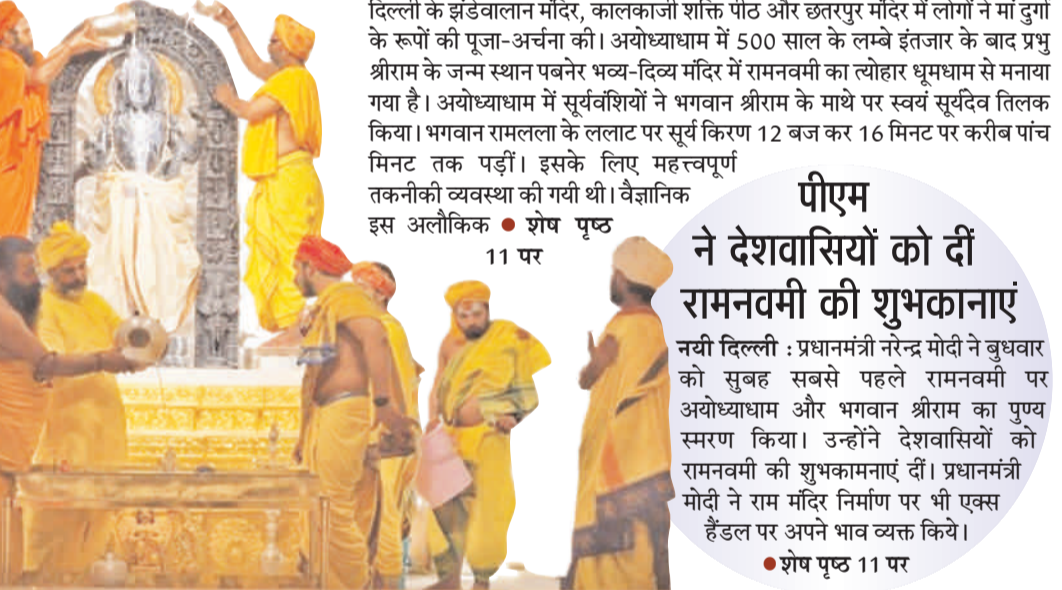 दिल्ली के झंडेवालान मंदिर, कालकाजी शक्ति पीठ और छतरपुर मंदिर में लोगों ने मां दुर्गा
के रूपों की पूजा-अर्चना की। अयोध्याधाम में 500 साल के लम्बे इंतजार के बाद प्रभु
श्रीराम के जन्म स्थान पबनेर भव्य-दिव्य मंदिर में रामनवमी का त्योहार धूमधाम से मनाया
गया है। अयोध्याधाम में सूर्यवंशियों ने भगवान श्रीराम के माथे पर स्वयं सूर्यदेव तिलक
किया। भगवान रामलला के ललाट पर सूर्य किरण 12 बज कर 16 मिनट पर करीब पांच
मिनट तक पड़ीं। इसके लिए महत्त्वपूर्ण
तकनीकी व्यवस्था की गयी थी। वैज्ञानिक
इस अलौकिक ● शेष पृष्ठ
11 पर
पीएम
ने देशवासियों को दीं
रामनवमी की शुभकानाएं
नयी दिल्ली : प्रधानमंत्री नरेन्द्र मोदी ने बुधवार
को सुबह सबसे पहले रामनवमी पर
अयोध्याधाम और भगवान श्रीराम का पुण्य
स्मरण किया। उन्होंने देशवासियों को
रामनवमी की शुभकामनाएं दीं। प्रधानमंत्री
मोदी ने राम मंदिर निर्माण पर भी एक्स
हैंडल पर अपने भाव व्यक्त किये।
● शेष पृष्ठ 11 पर